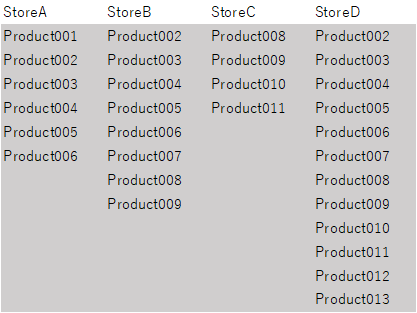 StoreA StoreB StoreC StoreD
Product001 Product002 Product008 Product002
Product002 Product003 Product009 Product003
Product003 Product004 Product010 Product004
Product004 Product005 Product011 Product005
Product005 Product006 Product006
Product006 Product007 Product007
Product008 Product008
Product009 Product009
Product010
Product011
Product012
Product013